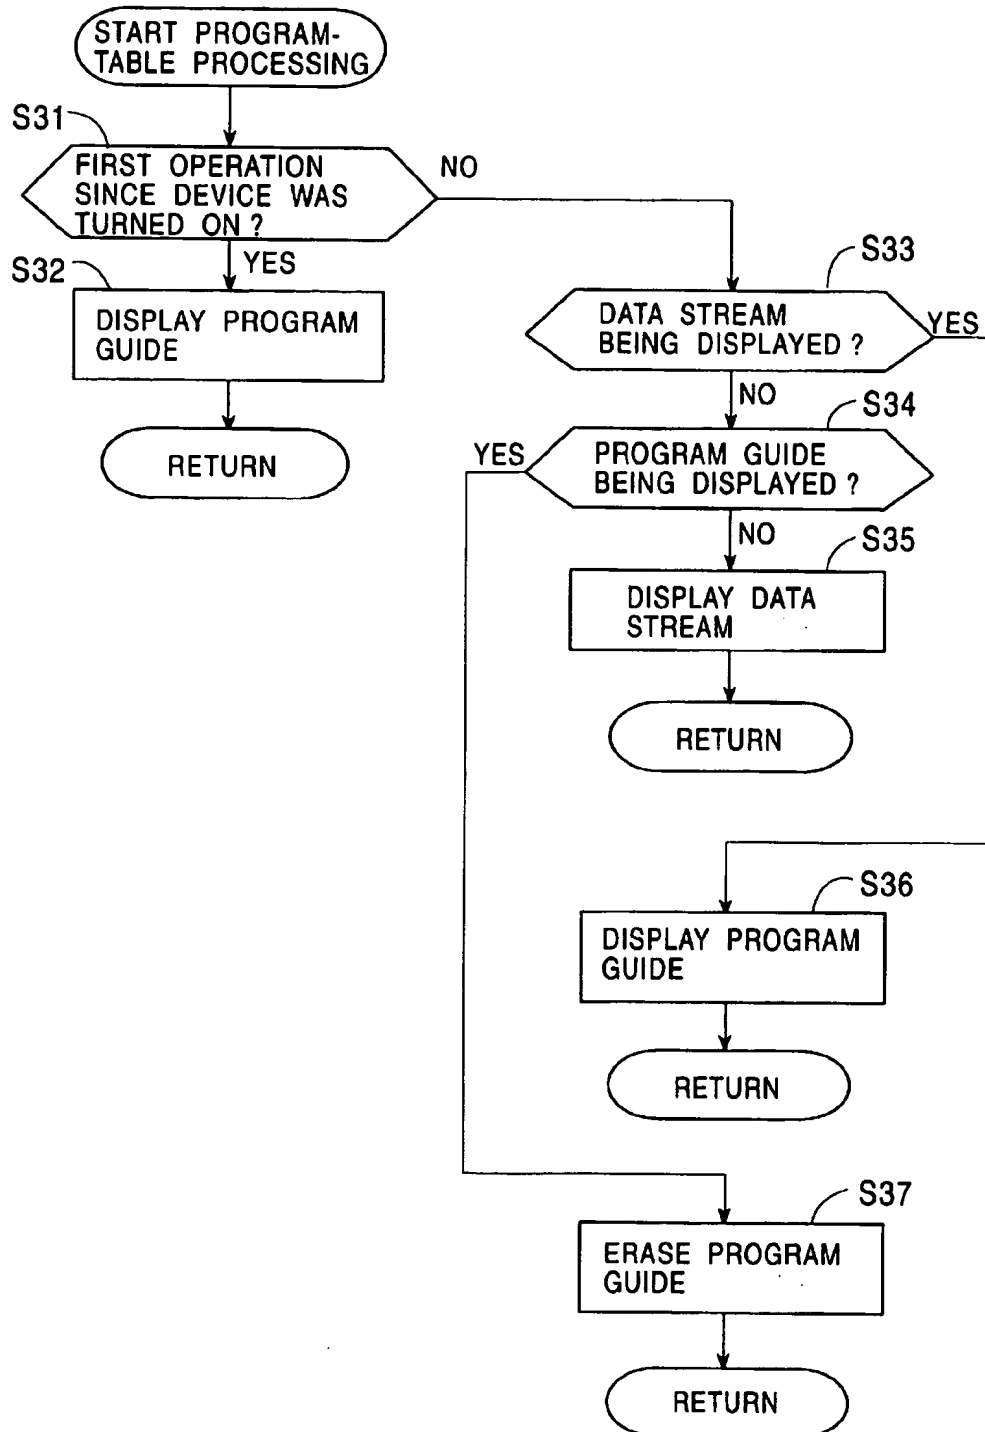 START PROGRAM-
TABLE PROCESSING
S31
FIRST OPERATION
SINCE DEVICE WAS
TURNED ON ?
NO
YES
S32
DISPLAY PROGRAM
GUIDE
RETURN
S33
DATA STREAM
BEING DISPLAYED ?
YES
NO
S34
YES
PROGRAM GUIDE
BEING DISPLAYED ?
NO
S35
DISPLAY DATA
STREAM
RETURN
S36
DISPLAY PROGRAM
GUIDE
RETURN
S37
ERASE PROGRAM
GUIDE
RETURN